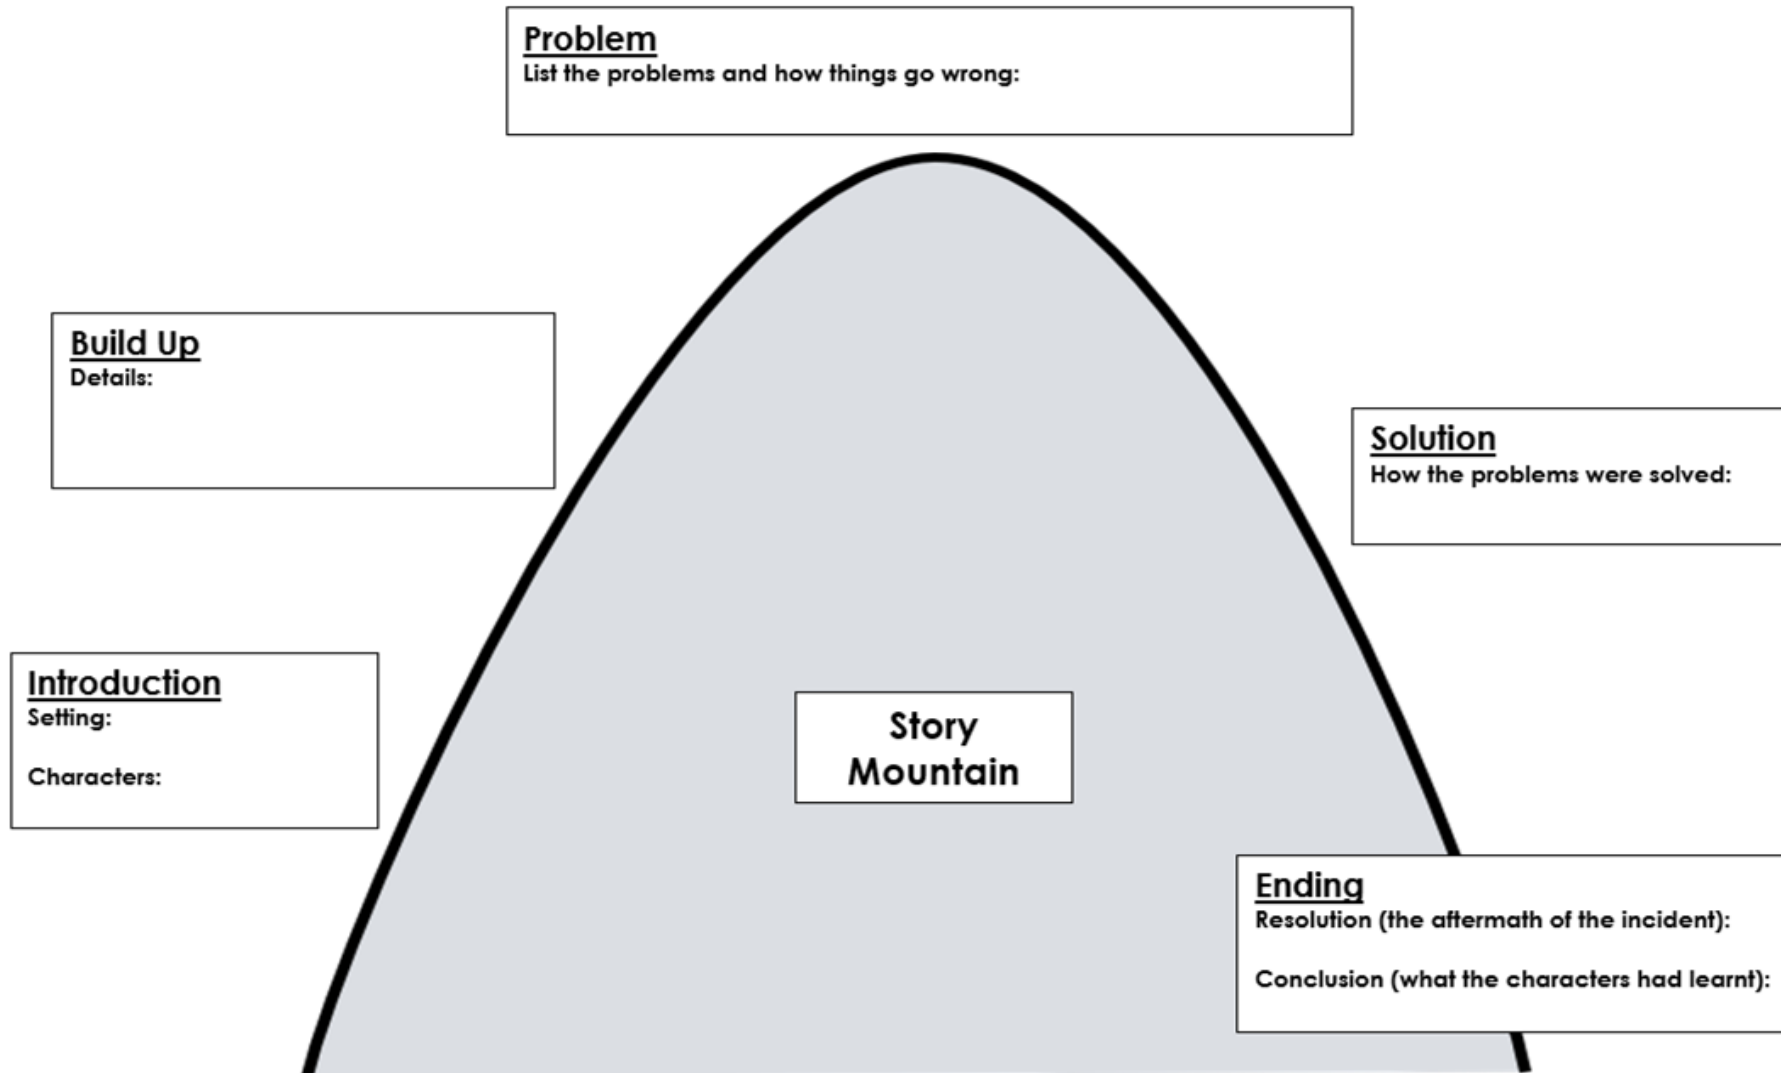 Problem
List the problems and how things go wrong:
Build Up
Details:
Solution
How the problems were solved:
Introduction
Setting:
Characters:
Story
Mountain
Ending
Resolution (the aftermath of the incident):
Conclusion (what the characters had learnt):